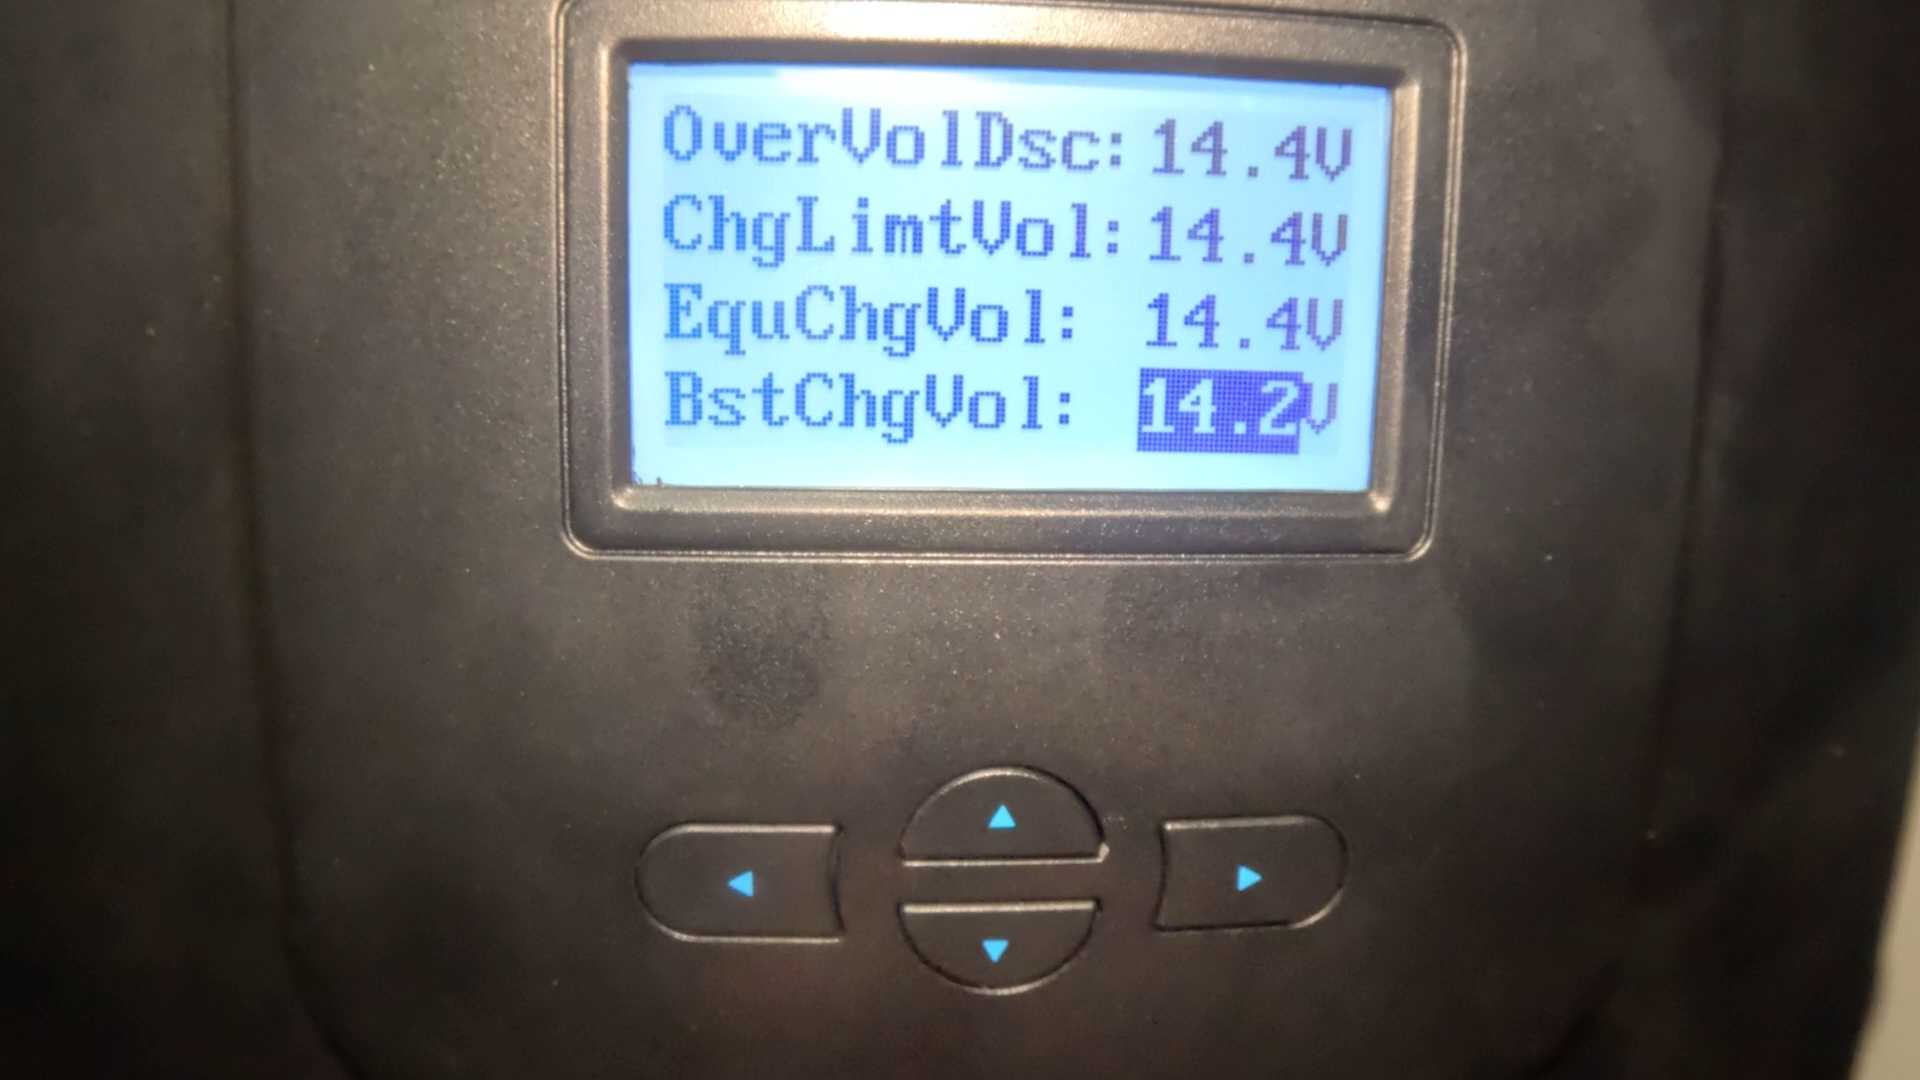 OverVolDsc: 14.4V
ChgLimtVol: 14.4V
EquChgVol: 14.4V
BstChgVol: 14.2V